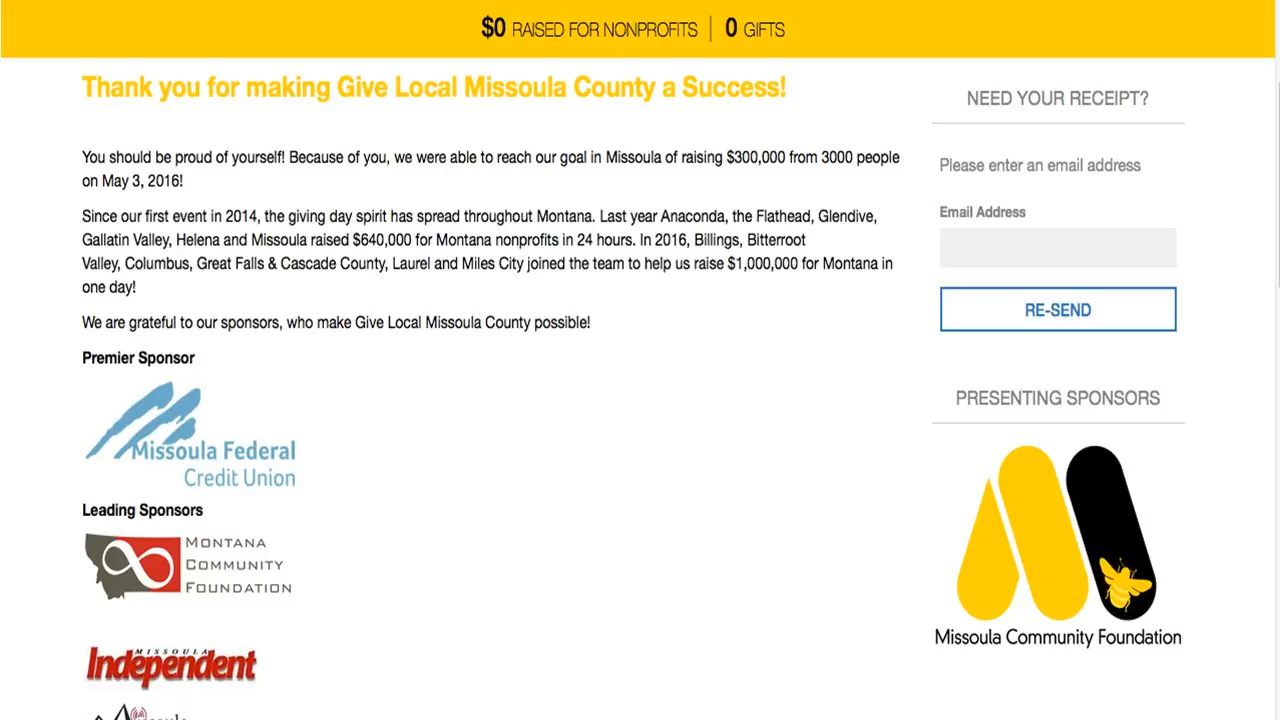 $0 RAISED FOR NONPROFITS | 0 GIFTS
Thank you for making Give Local Missoula County a Success!
You should be proud of yourself! Because of you, we were able to reach our goal in Missoula of raising $300,000 from 3000 people
on May 3, 2016!
Since our first event in 2014, the giving day spirit has spread throughout Montana. Last year Anaconda, the Flathead, Glendive,
Gallatin Valley, Helena and Missoula raised $640,000 for Montana nonprofits in 24 hours. In 2016, Billings, Bitterroot
Valley, Columbus, Great Falls & Cascade County, Laurel and Miles City joined the team to help us raise $1,000,000 for Montana in
one day!
We are grateful to our sponsors, who make Give Local Missoula County possible!
Premier Sponsor
Missoula Federal
Credit Union
Leading Sponsors
MONTANA
COMMUNITY
FOUNDATION
MISSOULA
Independent
NEED YOUR RECEIPT?
Please enter an email address
Email Address
RE-SEND
PRESENTING SPONSORS
Missoula Community Foundation